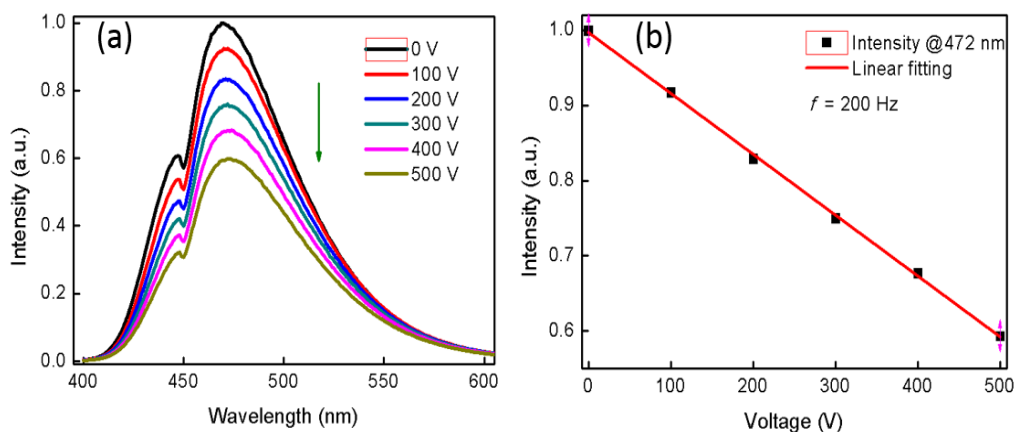 (a)
0 V
100 V
200 V
300 V
400 V
500 V
1.0
0.8
0.6
0.4
0.2
0.0
Intensity (a.u.)
400 450 500 550 600
Wavelength (nm)
(b)
Intensity @472 nm
Linear fitting
f = 200 Hz
1.0
0.9
0.8
0.7
0.6
Intensity (a.u.)
0 100 200 300 400 500
Voltage (V)